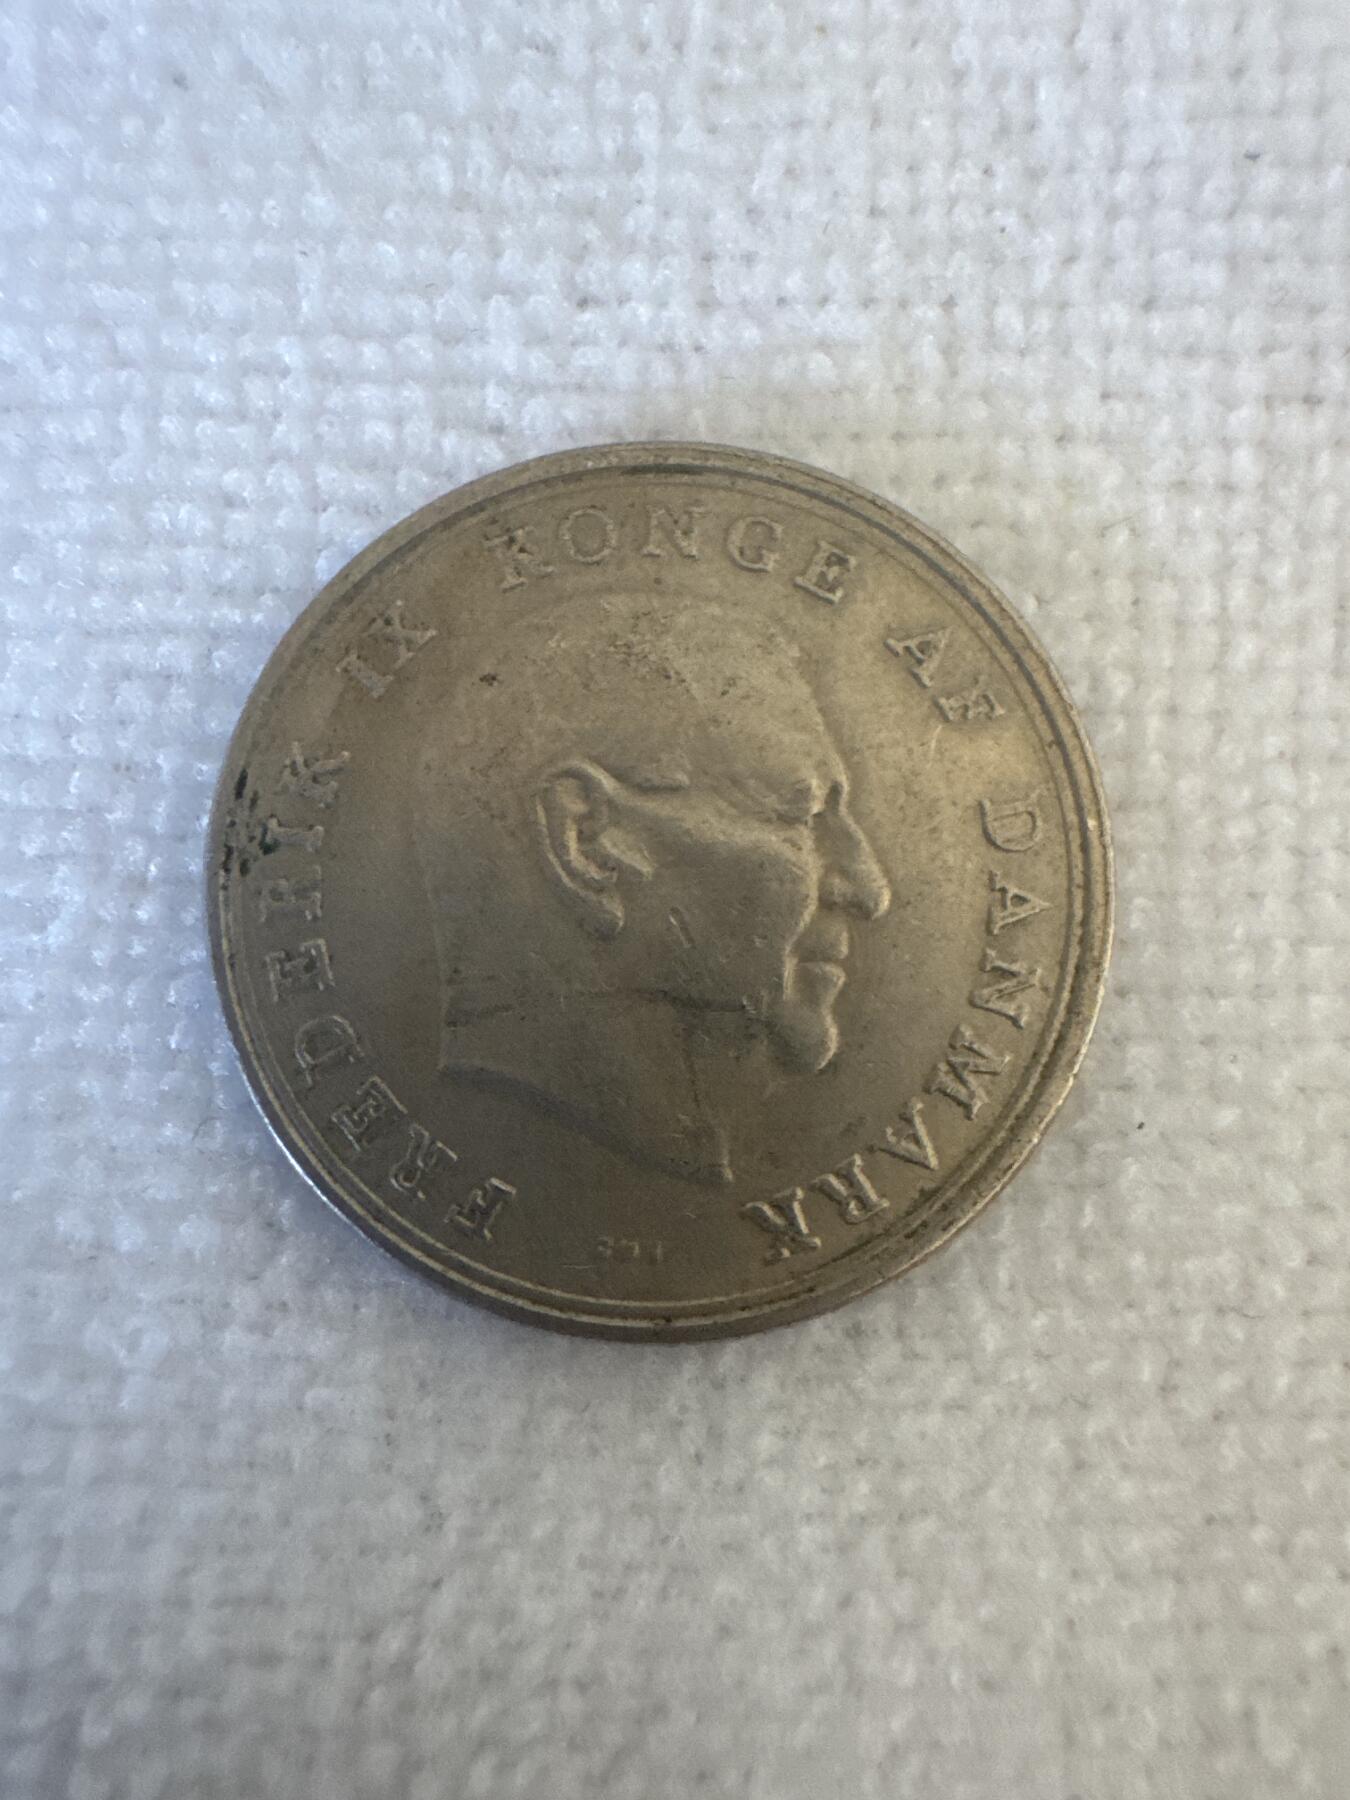 FREDERIK IX KONGE AF DANMARK